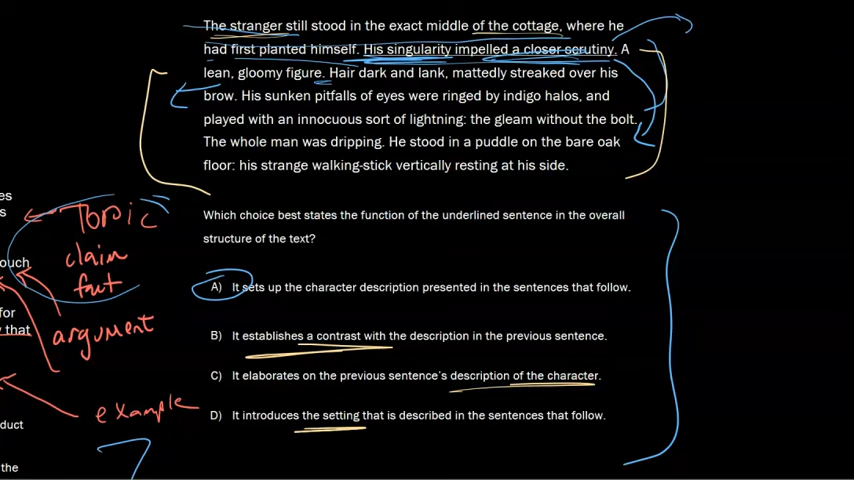 The stranger still stood in the exact middle of the cottage, where he
had first planted himself. His singularity impelled a closer scrutiny. A
lean, gloomy figure. Hair dark and lank, mattedly streaked over his
brow. His sunken pitfalls of eyes were ringed by indigo halos, and
played with an innocuous sort of lightning: the gleam without the bolt.
The whole man was dripping. He stood in a puddle on the bare oak
floor: his strange walking-stick vertically resting at his side.
es
s
Topic
Which choice best states the function of the underlined sentence in the overall
structure of the text?
claim
ouch
fact
A) It sets up the character description presented in the sentences that follow.
for
that
argument
B) It establishes a contrast with the description in the previous sentence.
C) It elaborates on the previous sentence's description of the character.
example
D) It introduces the setting that is described in the sentences that follow.
duct
the